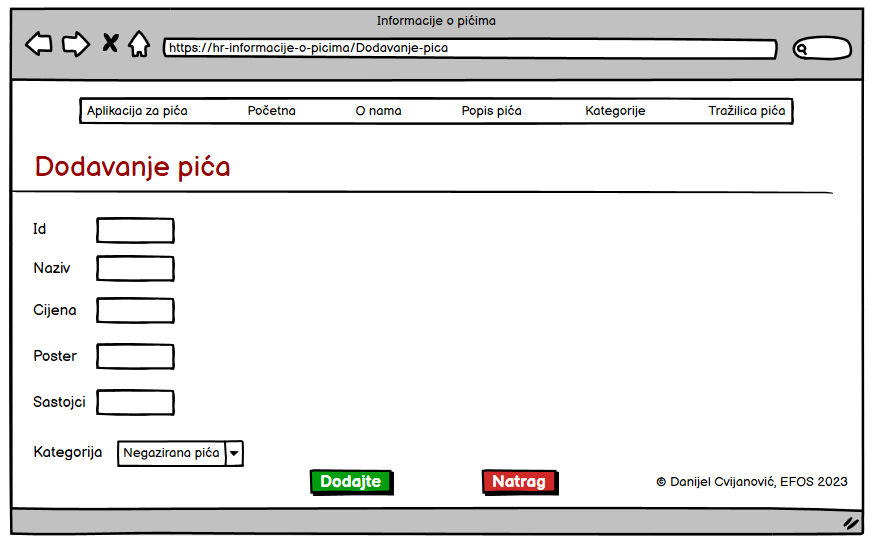 Informacije o pićima
https://hr-informacije-o-picima/Dodavanje-pica
Aplikacija za pića Početna O nama Popis pića Kategorije Tražilica pića
Dodavanje pića
Id
Naziv
Cijena
Poster
Sastojci
Kategorija Negazirana pića
Dodajte Natrag © Danijel Cvijanović, EFOS 2023